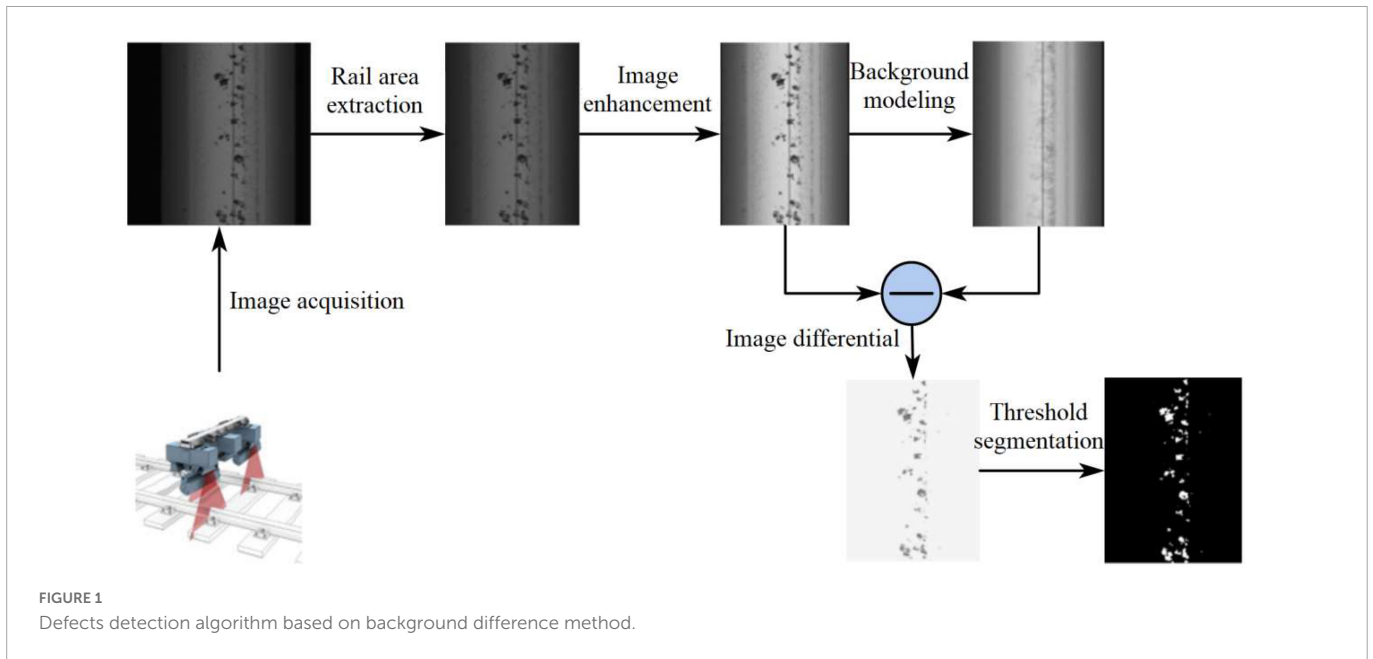 Rail area
extraction
Image
enhancement
Background
modeling
Image acquisition
Image differential
Threshold
segmentation
FIGURE 1
Defects detection algorithm based on background difference method.